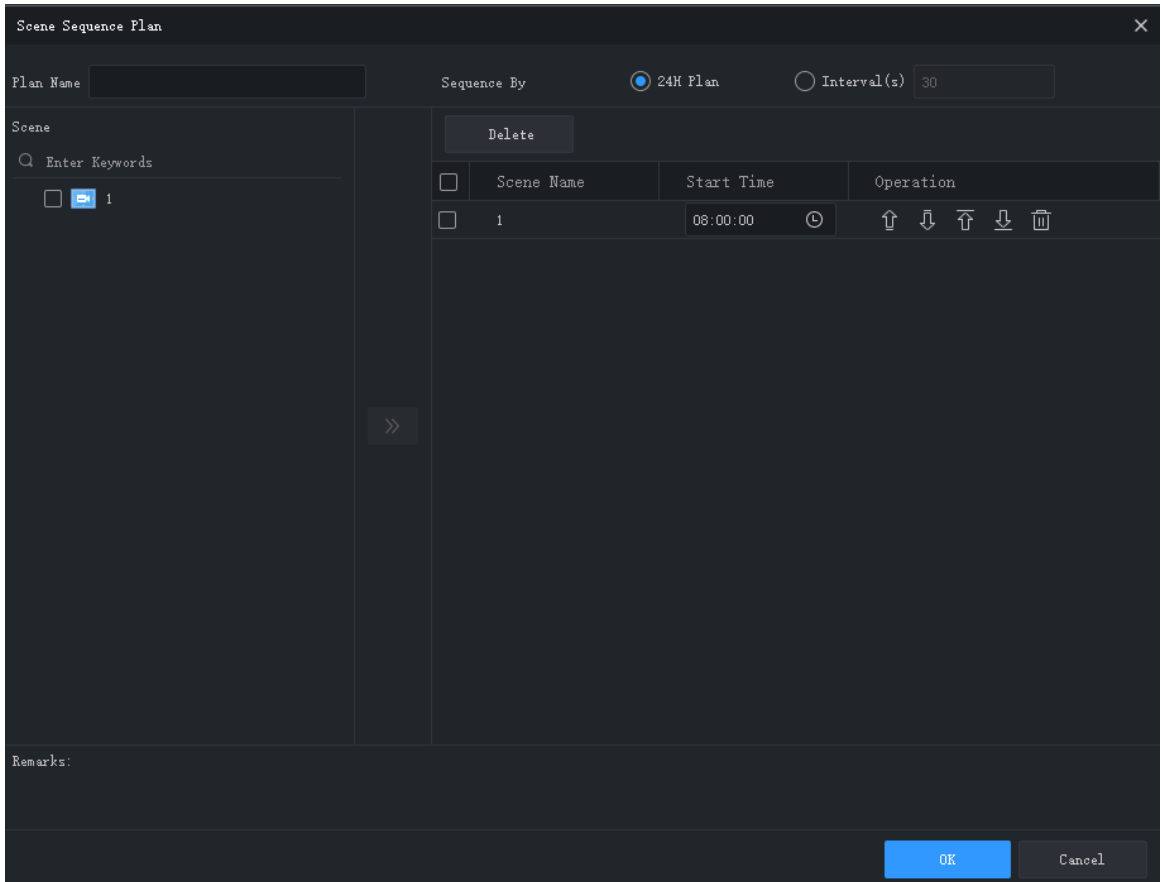 Scene Sequence Plan
Plan Name Sequence By 24H Plan Interval(s) 30
Scene
Delete
Enter Keywords
Scene Name Start Time Operation
1
1 08:00:00
Remarks:
OK Cancel